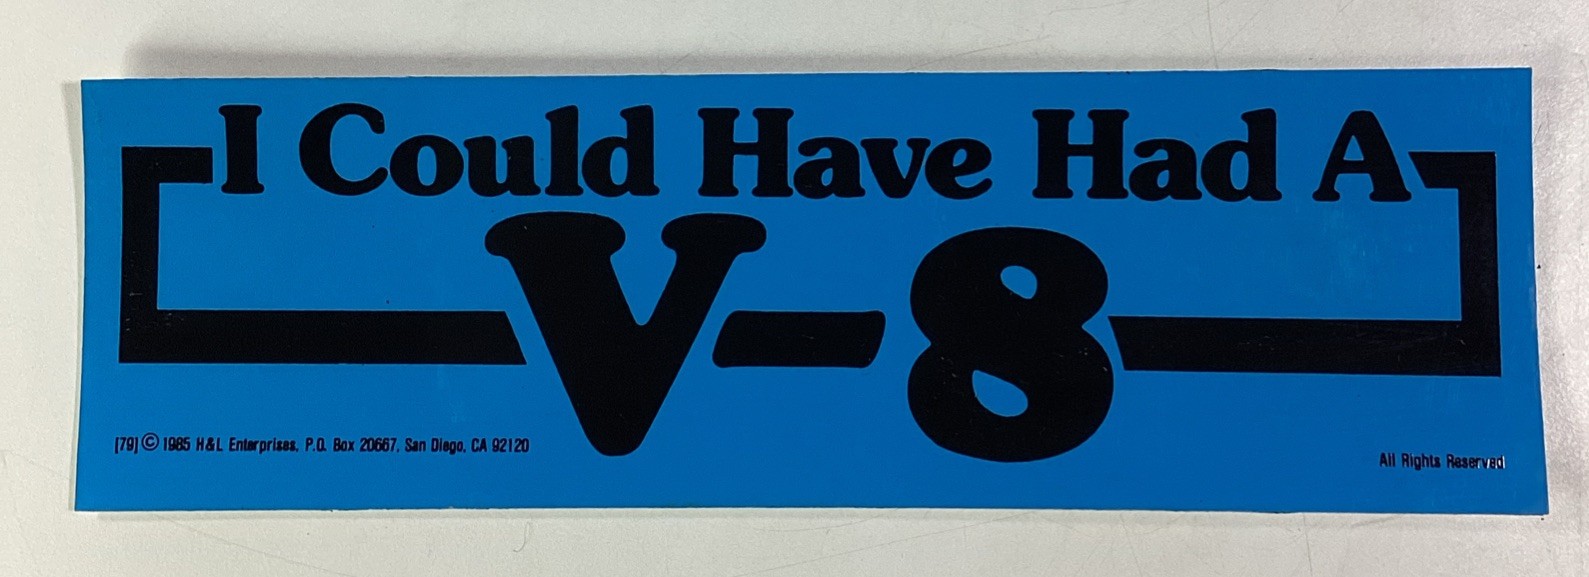 I Could Have Had A
V-8
[79] © 1985 H&L Enterprises, P.O. Box 20667, San Diego, CA 92120
All Rights Reserved